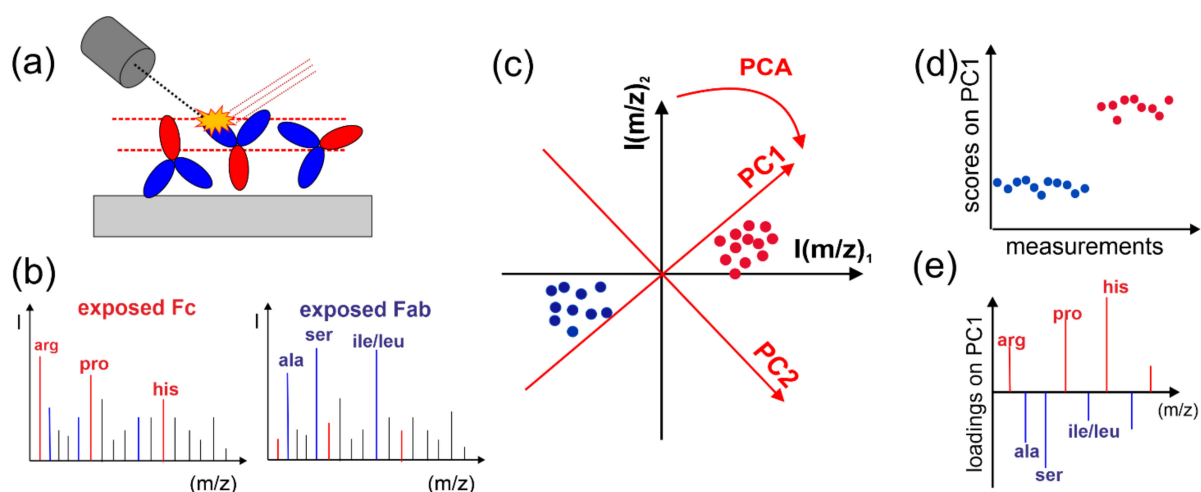 (a)
(b)
exposed Fc
I
arg
pro
his
(m/z)
exposed Fab
I
ala
ser
ile/leu
(m/z)
(c)
PCA
I(m/z)₂
PC1
I(m/z)₁
PC2
(d)
scores on PC1
measurements
(e)
loadings on PC1
arg
pro
his
(m/z)
ala
ser
ile/leu